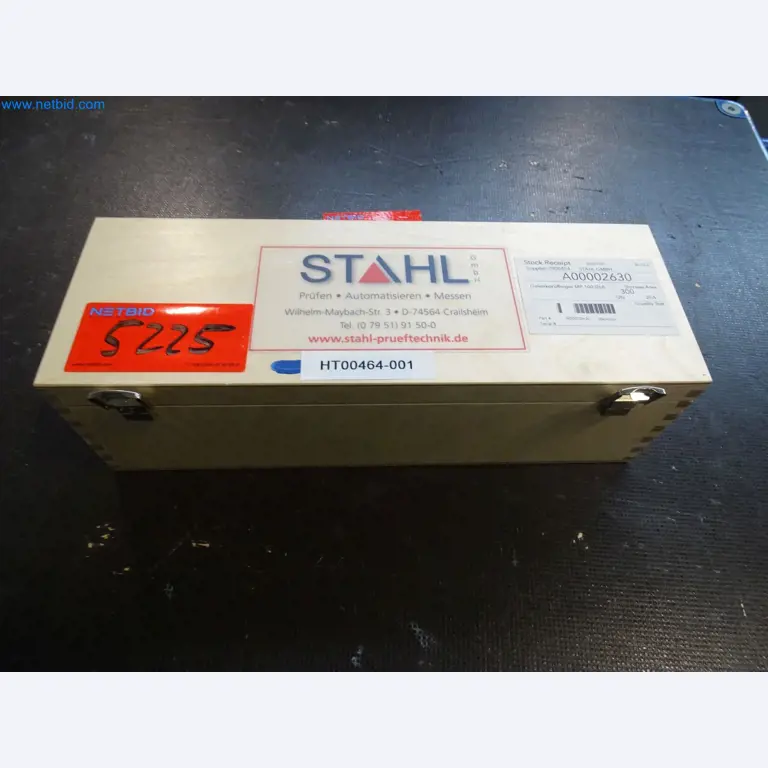 www.netbid.com
NETBID
5225
STAHL
GmbH
Prüfen • Automatisieren • Messen
Wilhelm-Maybach-Str. 3 • D-74564 Crailsheim
Tel. (0 79 51) 91 50-0
www.stahl-prueftechnik.de
HT00464-001
Stock Receipt
A00002630
300